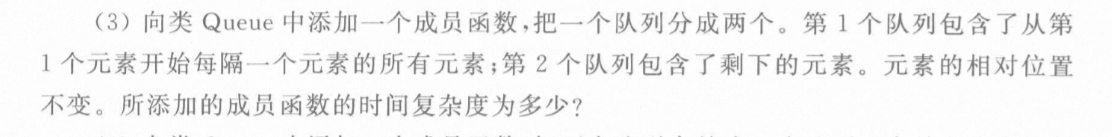 (3) 向类 Queue 中添加一个成员函数,把一个队列分成两个。第 1 个队列包含了从第
1 个元素开始每隔一个元素的所有元素;第 2 个队列包含了剩下的元素。元素的相对位置
不变。所添加的成员函数的时间复杂度为多少?